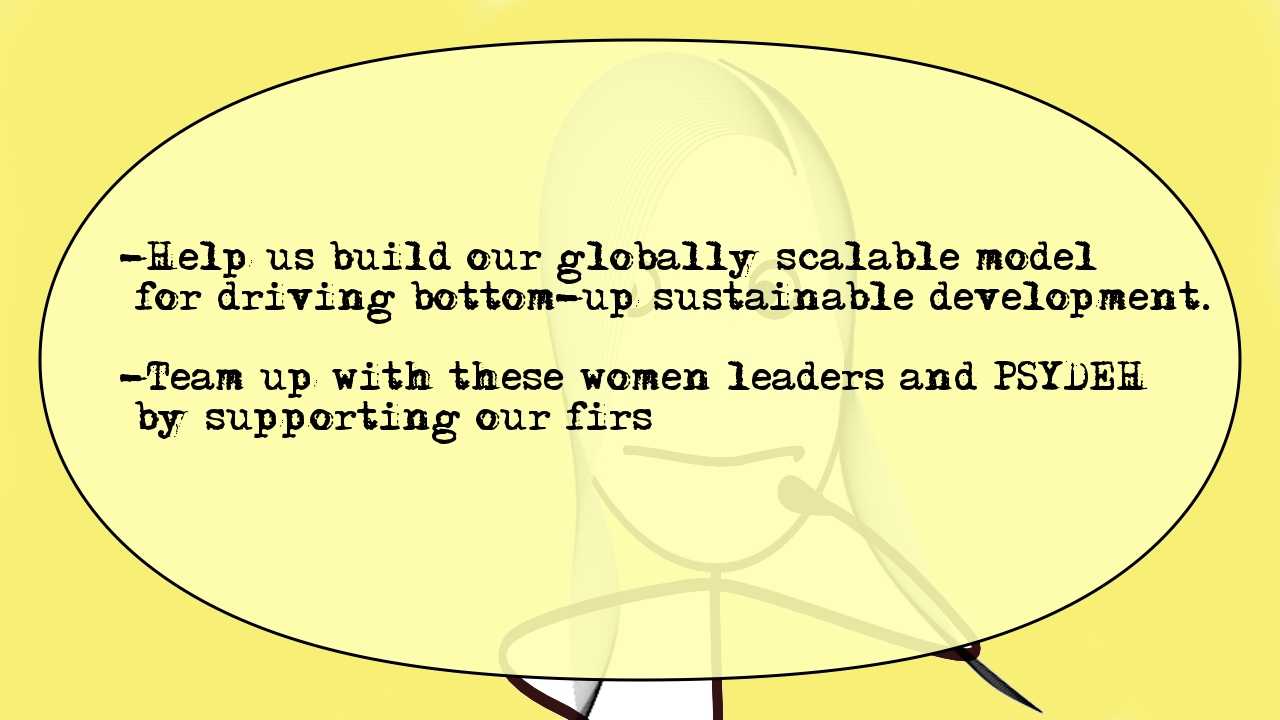 -Help us build our globally scalable model
for driving bottom-up sustainable development.
-Team up with these women leaders and PSYDEH
by supporting our firs